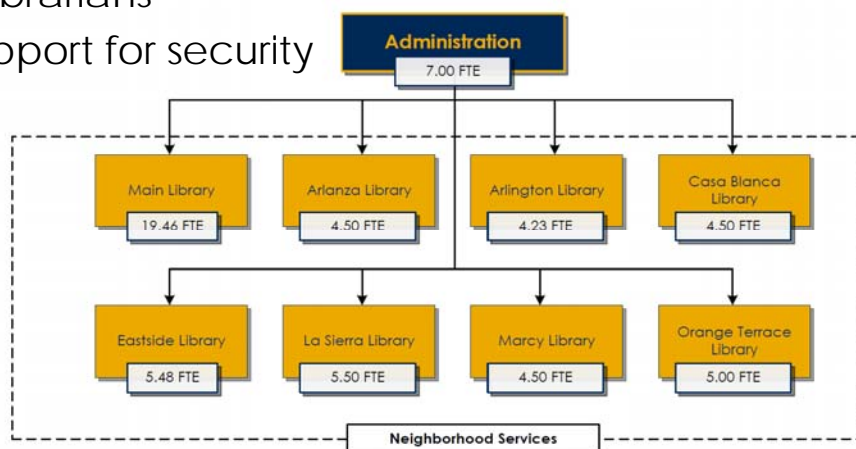 pport for security
Administration
7.00 FTE
Main Library
19.46 FTE
Arlanza Library
4.50 FTE
Arlington Library
4.23 FTE
Casa Blanca
Library
4.50 FTE
Eastside Library
5.48 FTE
La Sierra Library
5.50 FTE
Marcy Library
4.50 FTE
Orange Terrace
Library
5.00 FTE
Neighborhood Services